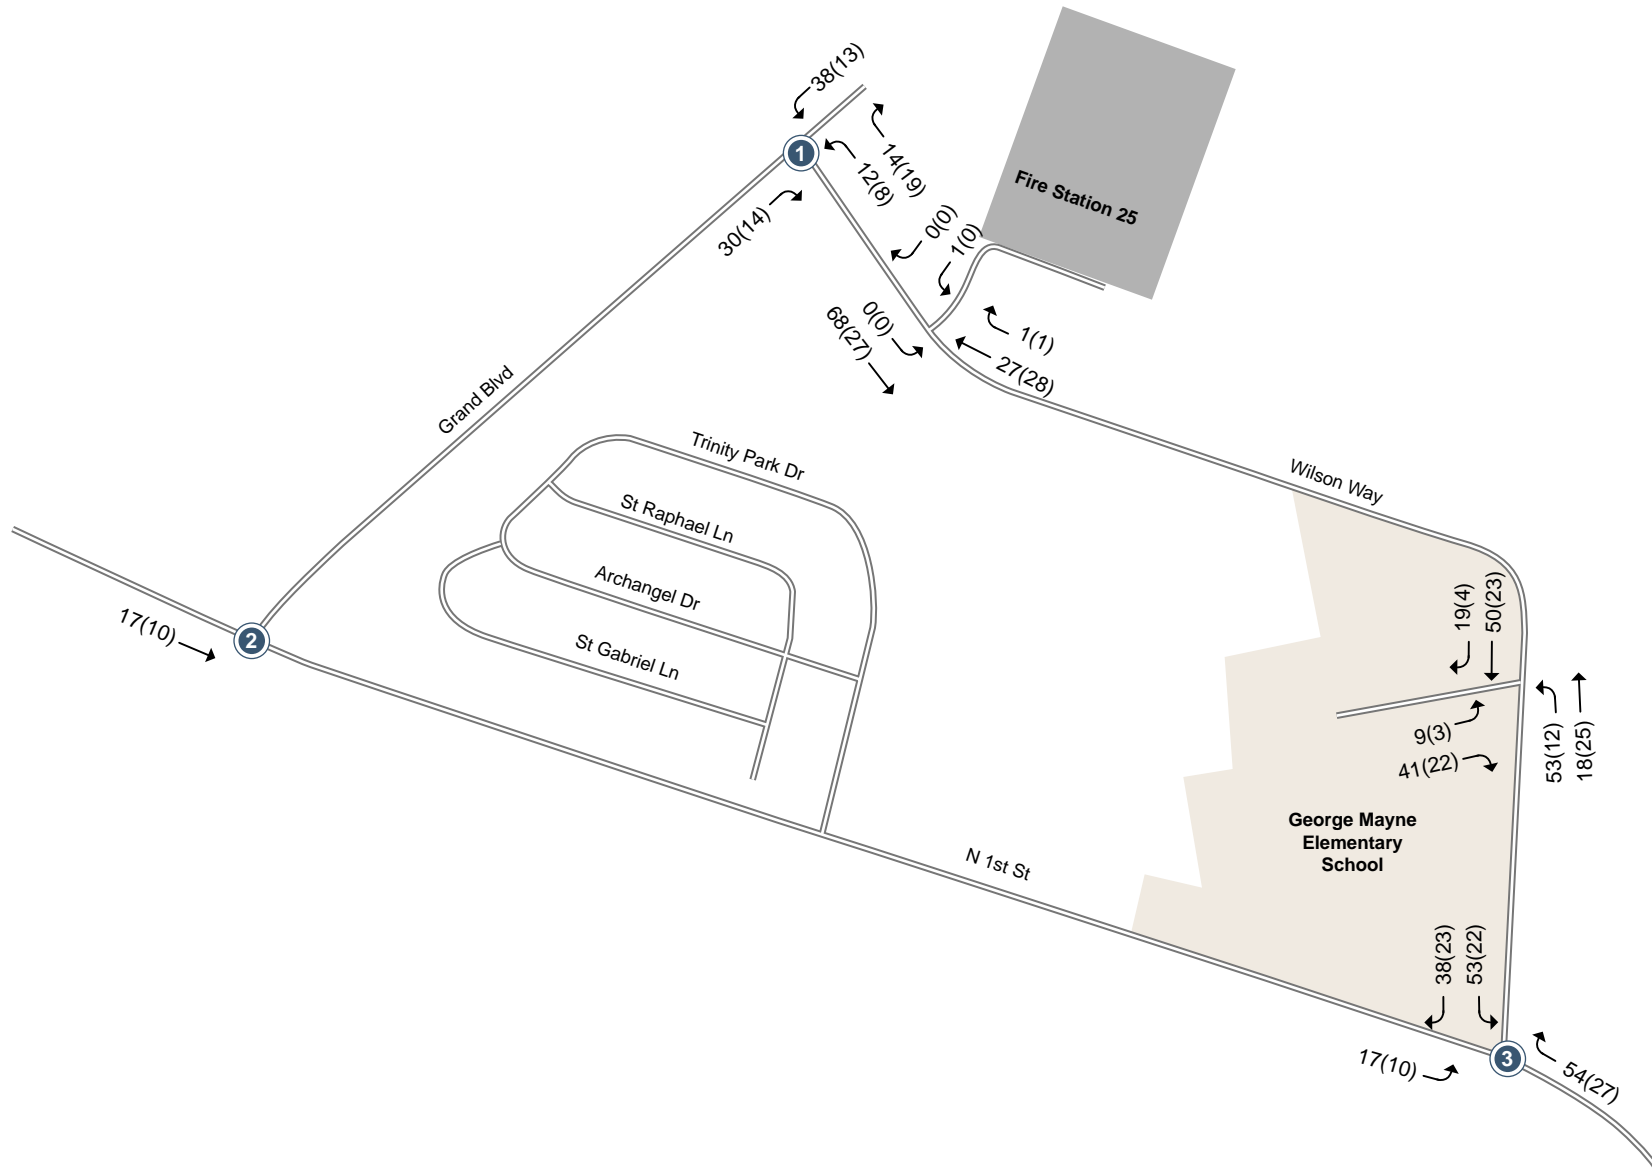 38(13)
1
14(19)
12(8)
30(14)
Fire Station 25
0(0)
1(0)
0(0)
68(27)
1(1)
27(28)
Grand Blvd
Trinity Park Dr
Wilson Way
St Raphael Ln
Archangel Dr
St Gabriel Ln
17(10)
2
19(4)
50(23)
9(3)
41(22)
53(12)
18(25)
George Mayne
Elementary
School
N 1st St
38(23)
53(22)
17(10)
3
54(27)